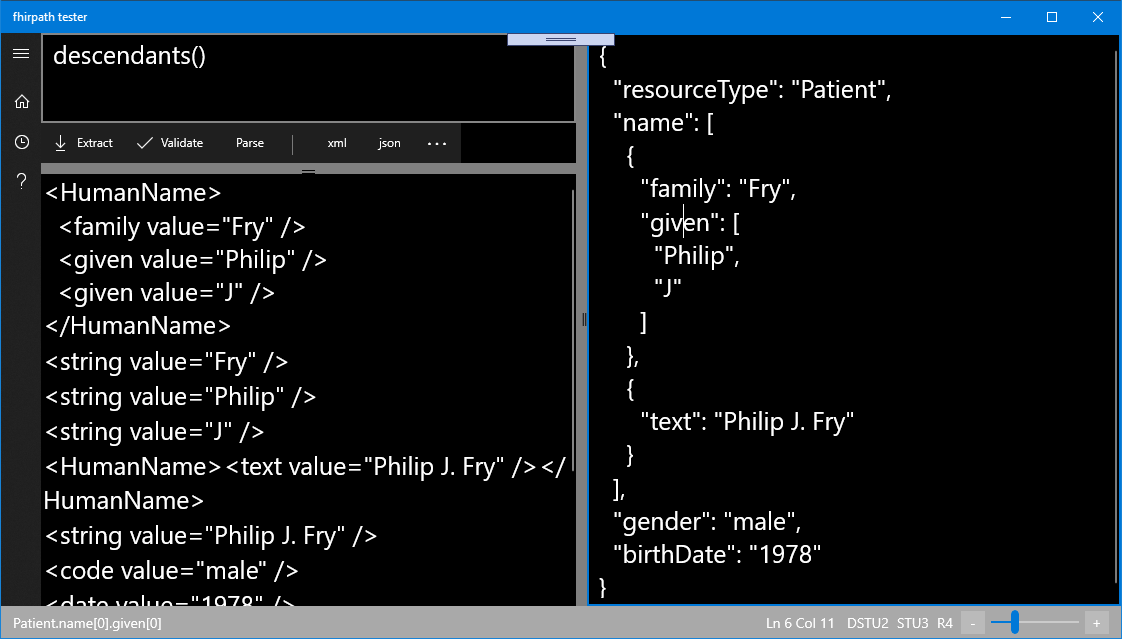 fhirpath tester
descendants()
Extract
Validate
Parse
xml
json
<HumanName>
<family value="Fry" />
<given value="Philip" />
<given value="J" />
</HumanName>
<string value="Fry" />
<string value="Philip" />
<string value="J" />
<HumanName><text value="Philip J. Fry" /></
HumanName>
<string value="Philip J. Fry" />
<code value="male" />
<date value="1978" />
{
"resourceType": "Patient",
"name": [
{
"family": "Fry",
"given": [
"Philip",
"J"
]
},
{
"text": "Philip J. Fry"
}
],
"gender": "male",
"birthDate": "1978"
}
Patient.name[0].given[0]
Ln 6 Col 11 DSTU2 STU3 R4 - +